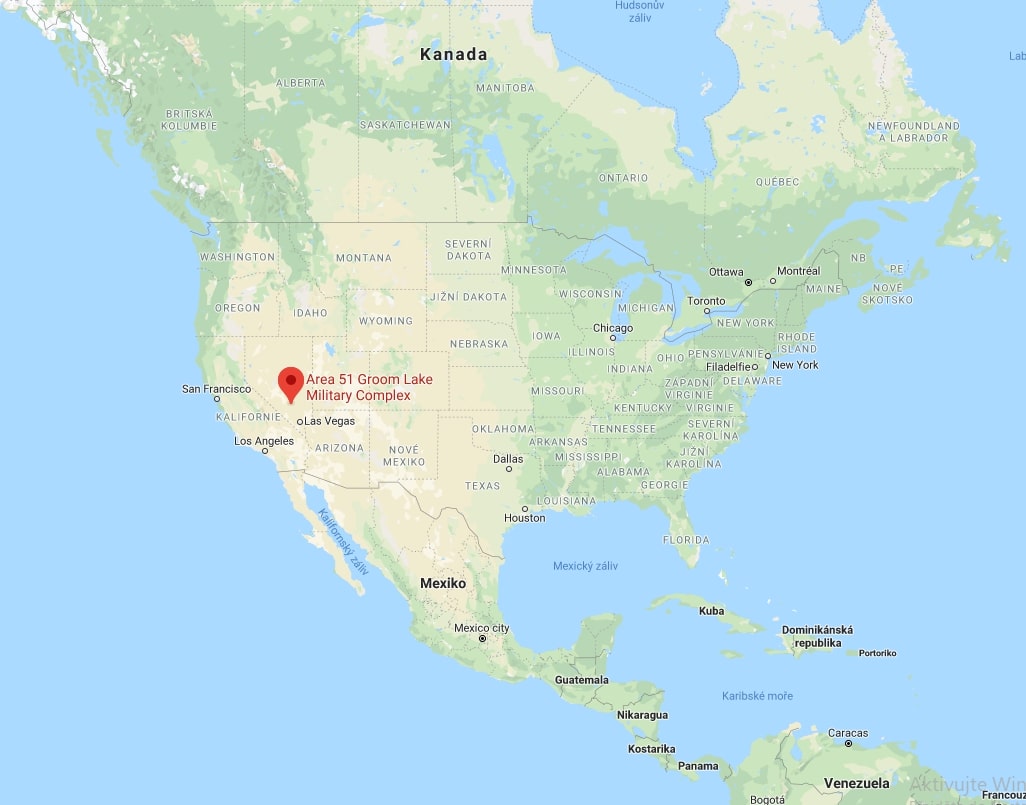 Hudsonův
záliv
Kanada
Lab
ALBERTA
MANITOBA
BRITSKÁ
KOLUMBIE
SASKATCHEWAN
NEWFOUNDLAND
A LABRADOR
ONTARIO
QUÉBEC
WASHINGTON
MONTANA
SEVERNÍ
DAKOTA
MINNESOTA
NB
PE
NOVÉ
SKOTSKO
Ottawa
Montréal
MAINE
OREGON
IDAHO
WYOMING
JIŽNÍ DAKOTA
WISCONSIN
MICHIGAN
Toronto
NEW YORK
Chicago
RHODE
ISLAND
NEBRASKA
IOWA
ILLINOIS
INDIANA
OHIO
PENSYLVÁNIE
New York
Filadelfie
DELAWARE
Area 51 Groom Lake
Military Complex
San Francisco
KALIFORNIE
Las Vegas
MISSOURI
ZÁPADNÍ
VIRGINIE
KENTUCKY
VIRGINIE
Los Angeles
ARIZONA
NOVÉ
MEXIKO
OKLAHOMA
ARKANSAS
TENNESSEE
SEVERNÍ
KAROLÍNA
MISSISSIPPI
JIŽNÍ
KAROLÍNA
Dallas
ALABAMA
GEORGIE
TEXAS
LOUISIANA
Houston
Kalifornský záliv
FLORIDA
Mexický záliv
Mexiko
Kuba
Mexico city
Dominikánská
republika
Portoriko
Guatemala
Karibské moře
Nikaragua
Kostarika
Caracas
Panama
Venezuela
Aktivujte Win
Bogotá
Francouz